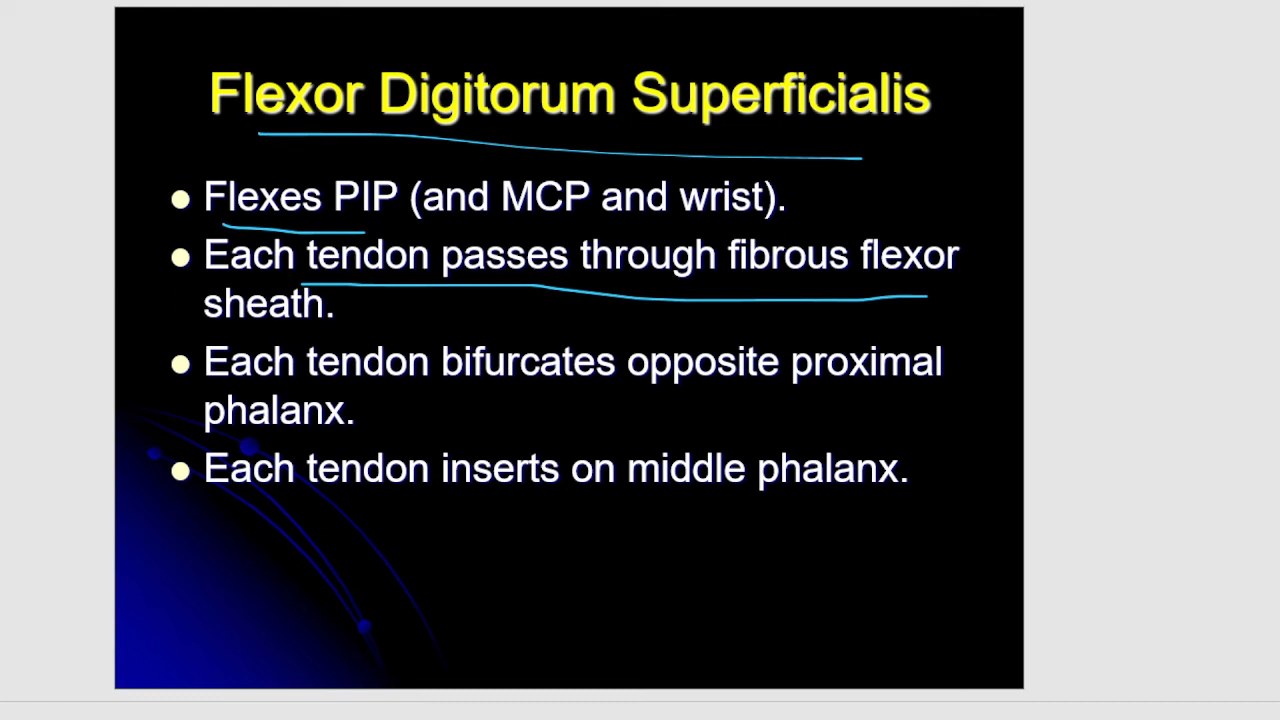 Flexor Digitorum Superficialis
● Flexes PIP (and MCP and wrist).
● Each tendon passes through fibrous flexor
sheath.
● Each tendon bifurcates opposite proximal
phalanx.
● Each tendon inserts on middle phalanx.